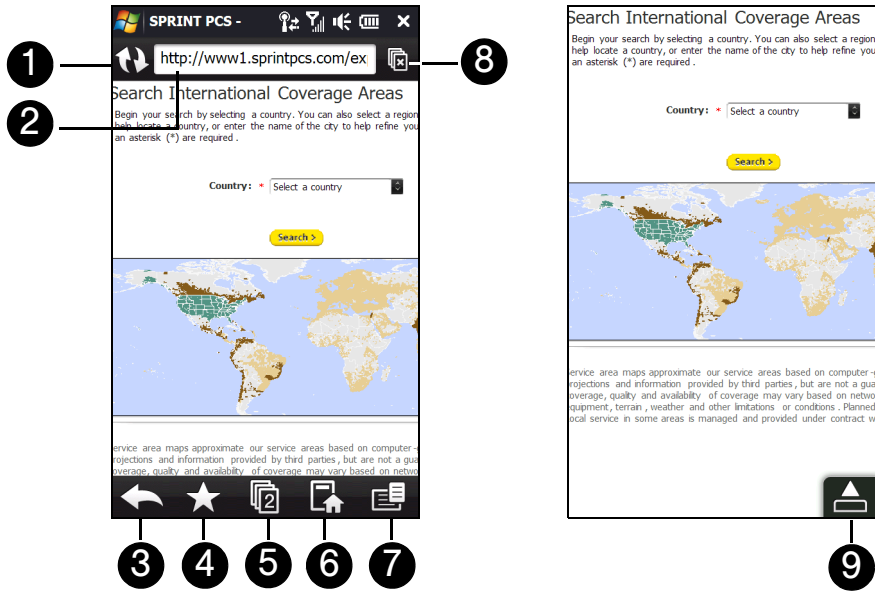 SPRINT PCS -
http://www1.sprintpcs.com/ex
Search International Coverage Areas
Begin your search by selecting a country. You can also select a region
help locate a country, or enter the name of the city to help refine you
an asterisk (*) are required .
Country: * Select a country
Search >
ervice area maps approximate our service areas based on computer-
rojections and information provided by third parties, but are not a gua
overage, quality and availability of coverage may vary based on netwo
2
1
2
3
4
5
6
7
8
Search International Coverage Areas
Begin your search by selecting a country. You can also select a region
help locate a country, or enter the name of the city to help refine you
an asterisk (*) are required .
Country: * Select a country
Search >
ervice area maps approximate our service areas based on computer-
rojections and information provided by third parties, but are not a gua
overage, quality and availability of coverage may vary based on netwo
quipment, terrain, weather and other limitations or conditions. Planned
ocal service in some areas is managed and provided under contract w
9